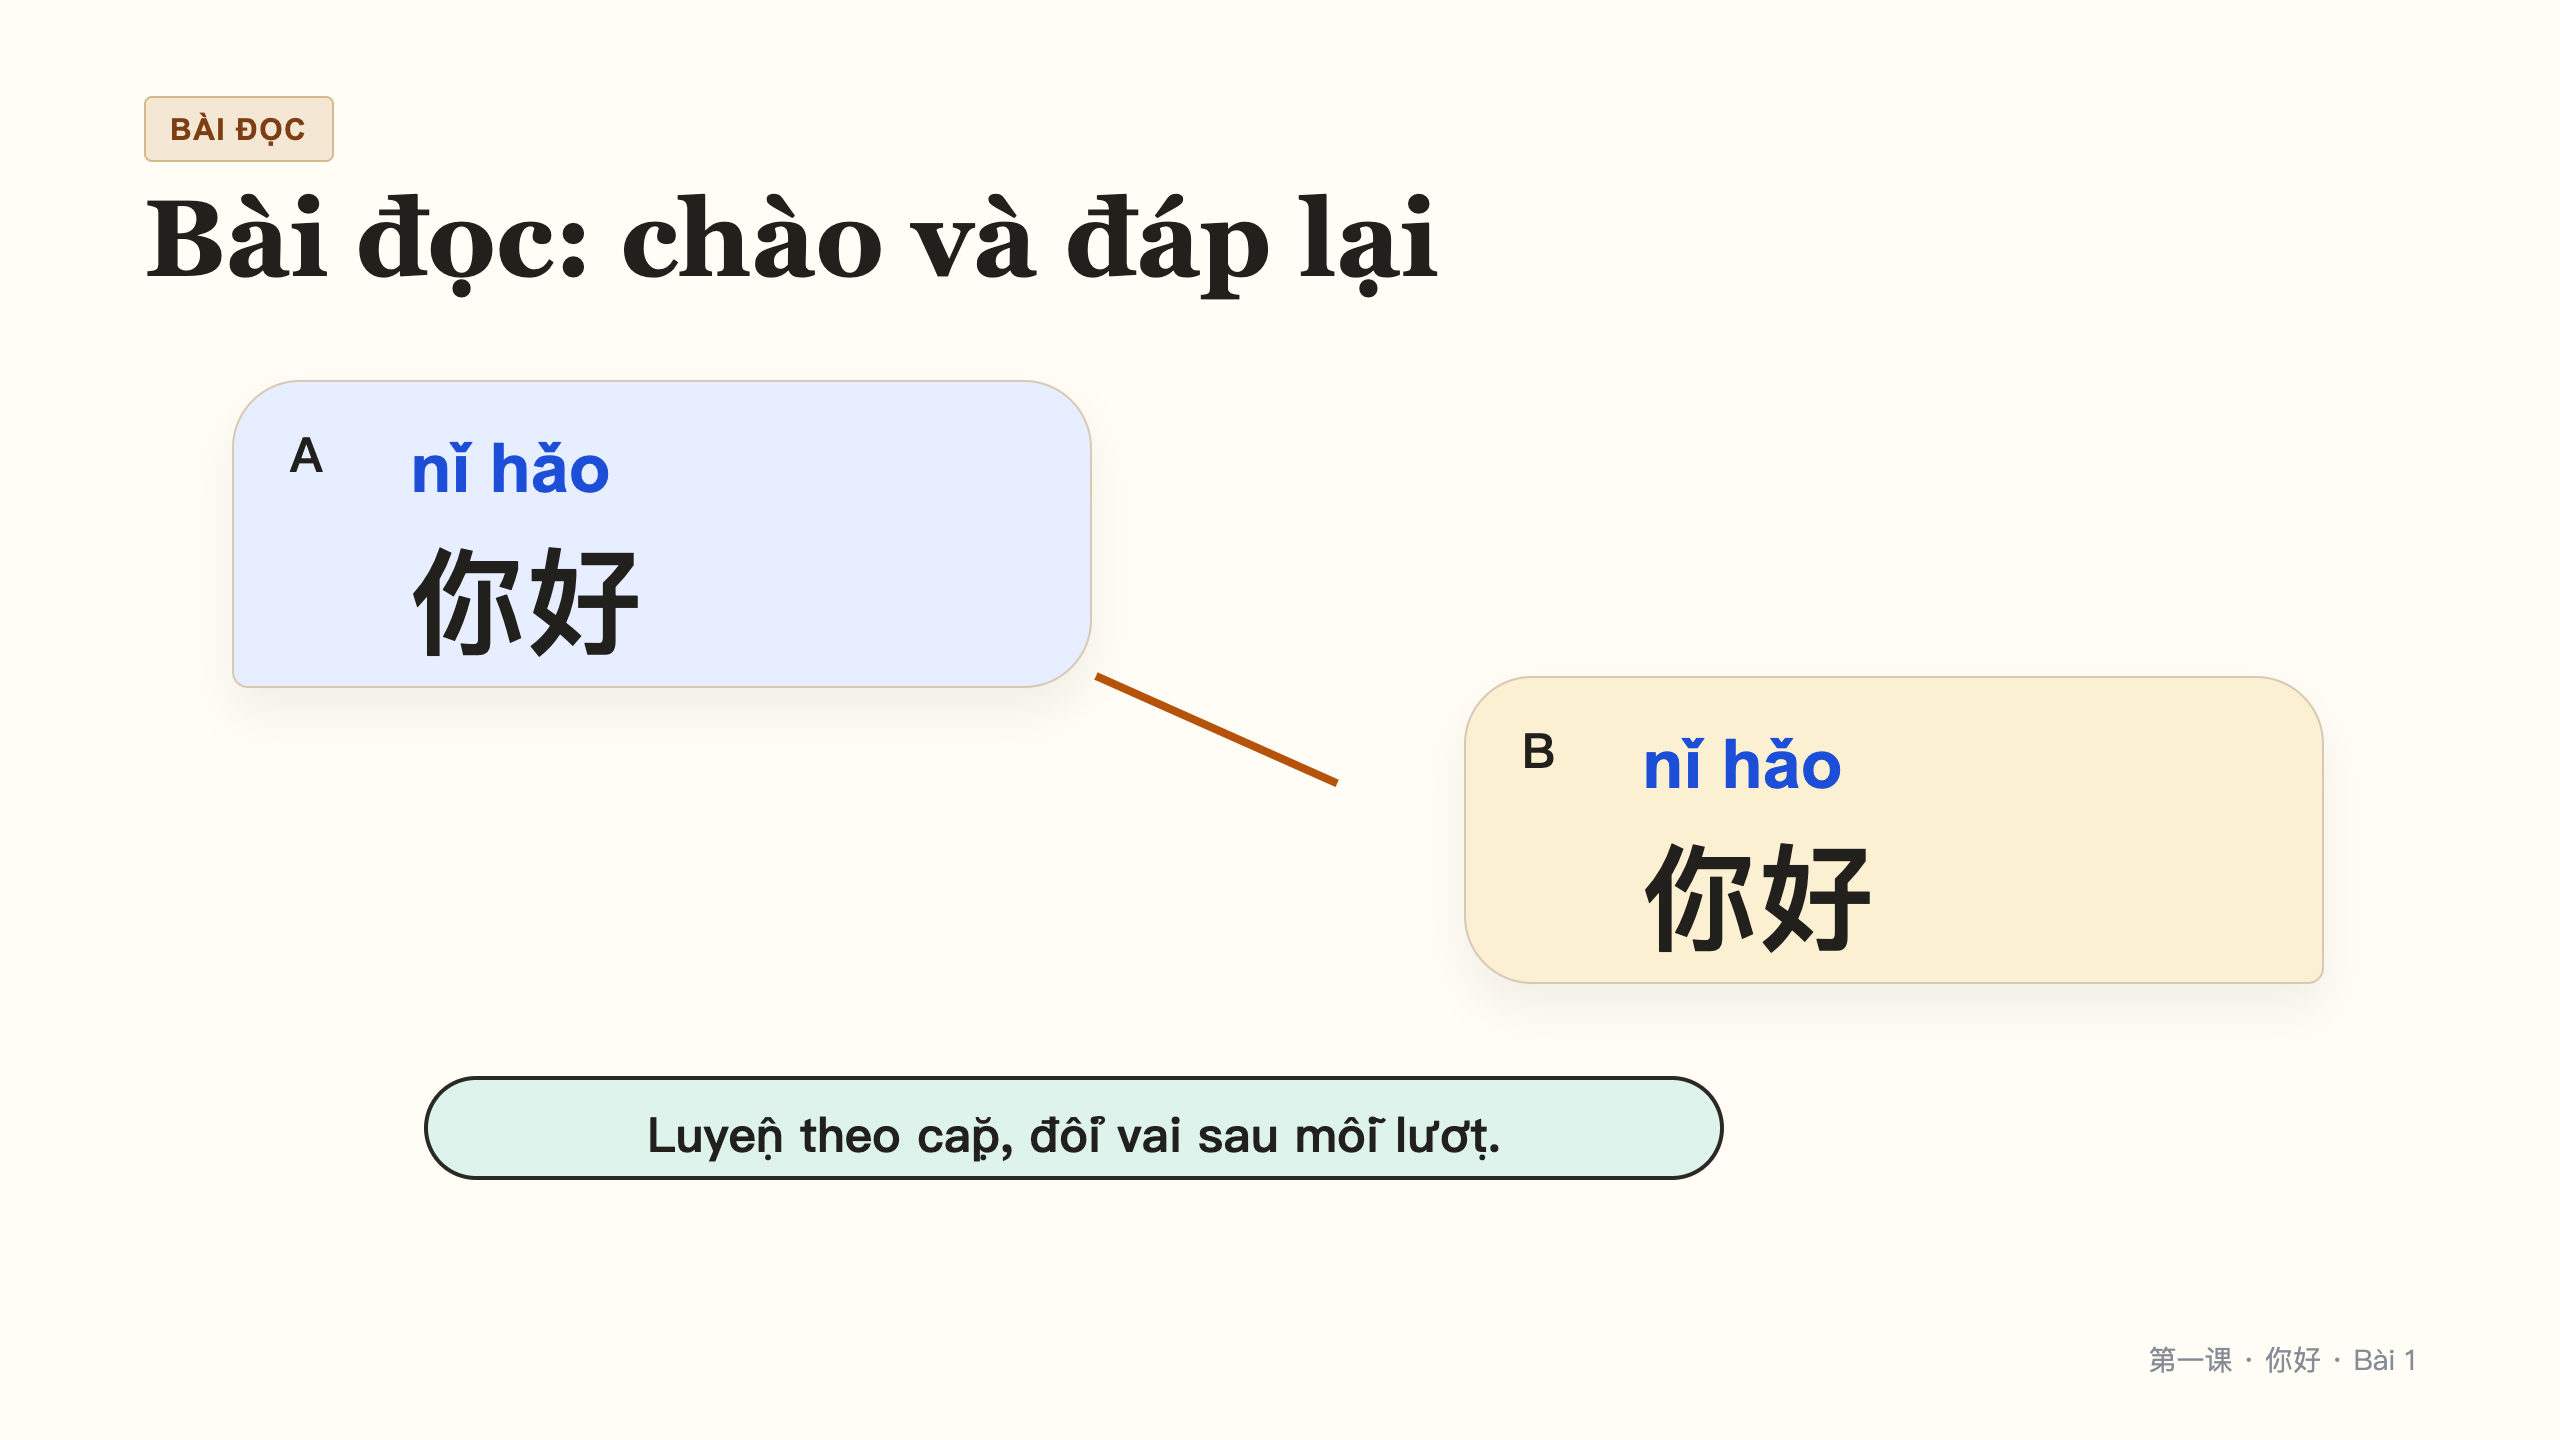 BÀI ĐỌC
Bài đọc: chào và đáp lại
A
nǐ hǎo
你好
B
nǐ hǎo
你好
Luyện theo cặp, đổi vai sau mỗi lượt.
第一课 · 你好 · Bài 1